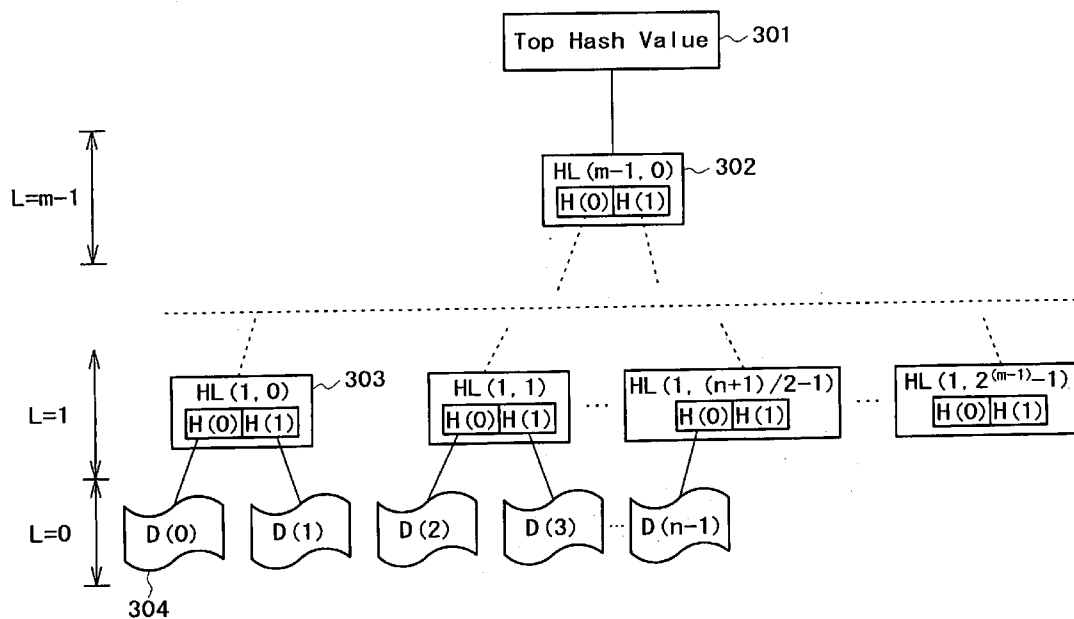 Top Hash Value 301
L=m-1
HL(m-1,0) 302
H(0) H(1)
L=1
HL(1,0) 303
H(0) H(1)
HL(1,1)
H(0) H(1)
...
HL(1,(n+1)/2-1)
H(0) H(1)
...
HL(1,2^(m-1)-1)
H(0) H(1)
L=0
D(0) D(1) D(2) D(3) ... D(n-1)
304